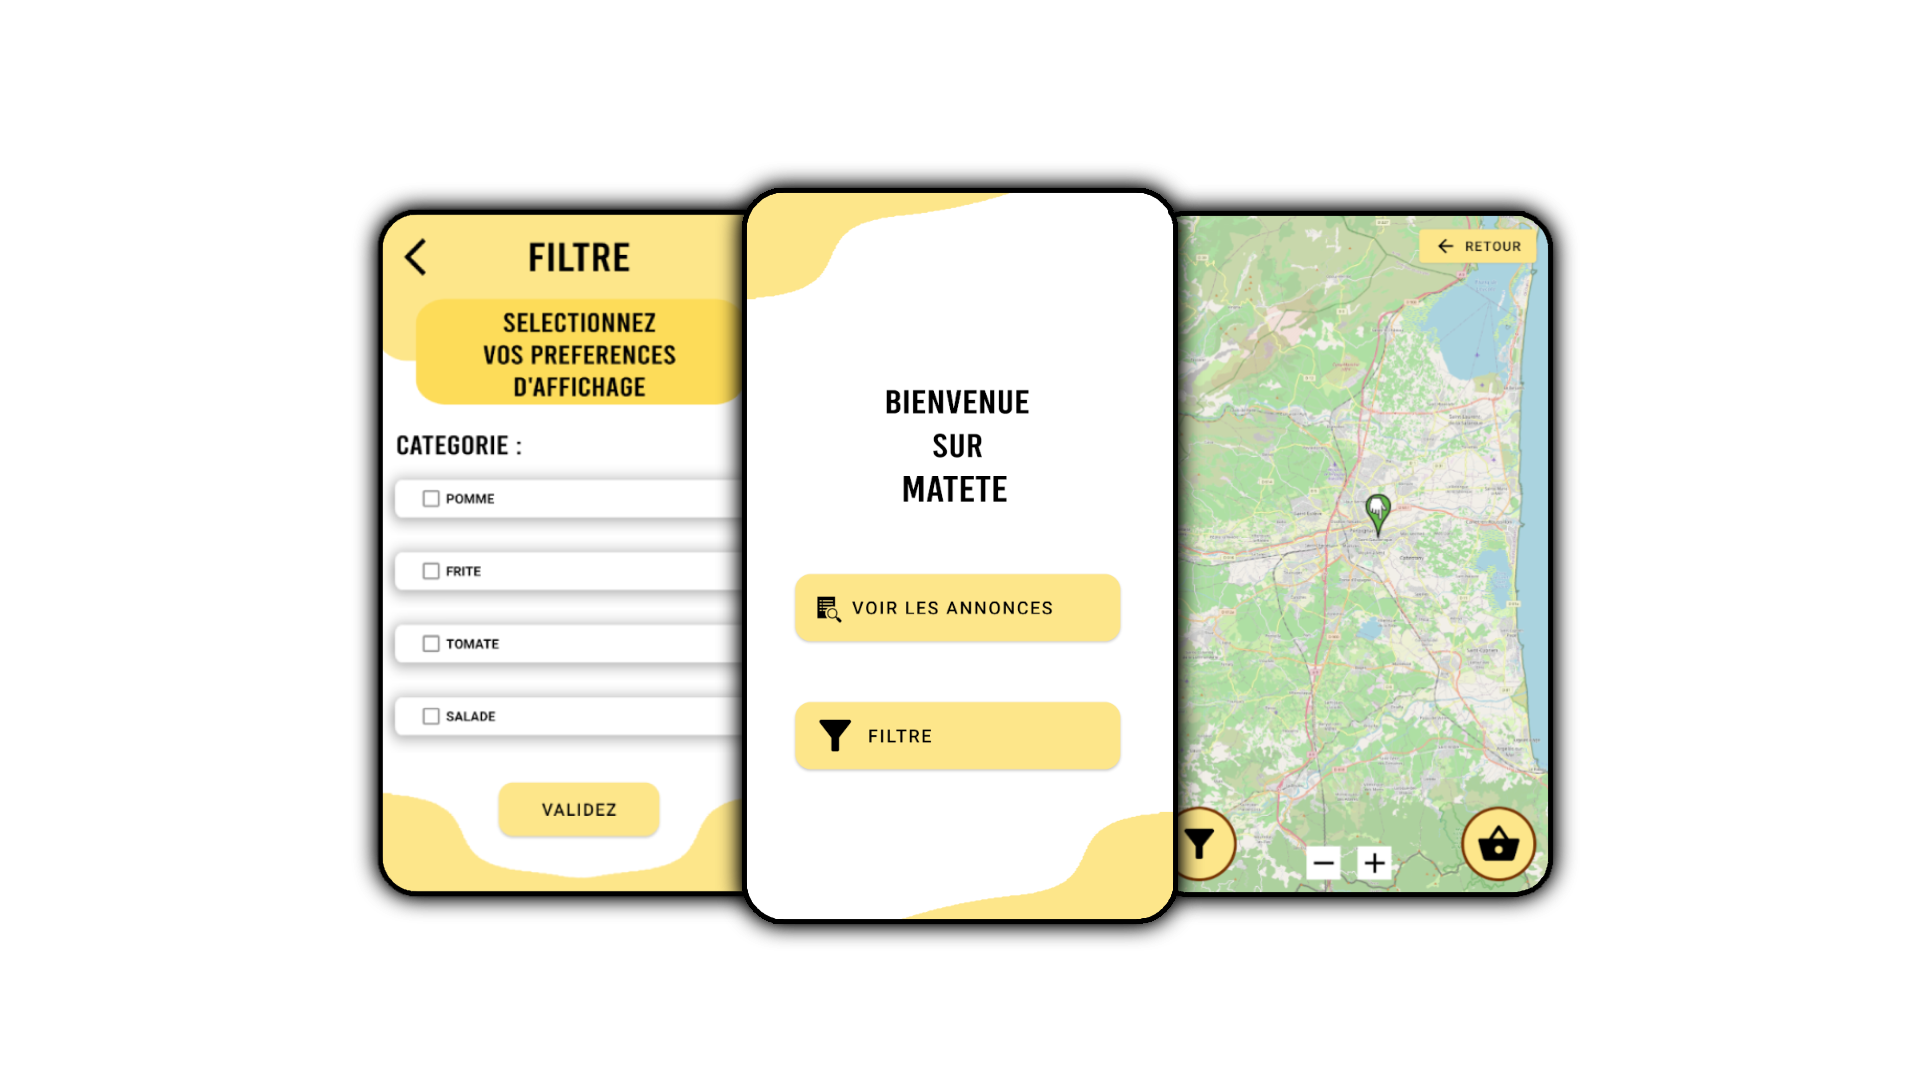 FILTRE
SELECTIONNEZ
VOS PREFERENCES
D'AFFICHAGE
CATEGORIE :
POMME
FRITE
TOMATE
SALADE
VALIDEZ
BIENVENUE
SUR
MATETE
VOIR LES ANNONCES
FILTRE
RETOUR